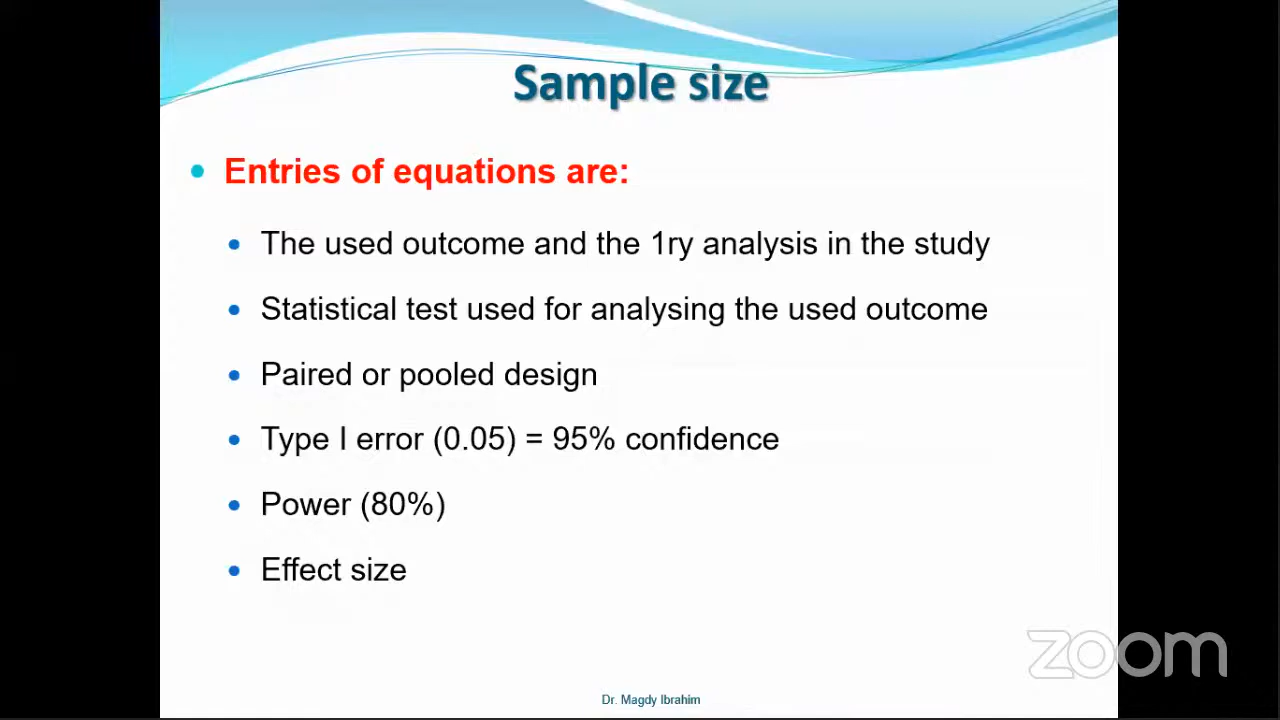 Sample size
Entries of equations are:
The used outcome and the 1ry analysis in the study
Statistical test used for analysing the used outcome
Paired or pooled design
Type I error (0.05) = 95% confidence
Power (80%)
Effect size
zoom
Dr. Magdy Ibrahim